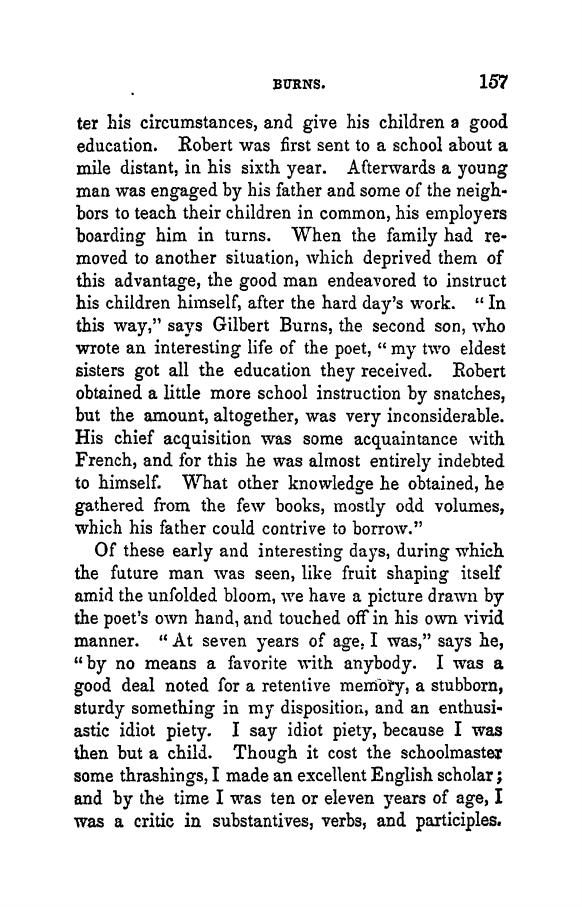 BURNS. 157
ter his circumstances, and give his children a good
education. Robert was first sent to a school about a
mile distant, in his sixth year. Afterwards a young
man was engaged by his father and some of the neigh-
bors to teach their children in common, his employers
boarding him in turns. When the family had re-
moved to another situation, which deprived them of
this advantage, the good man endeavored to instruct
his children himself, after the hard day's work. "In
this way," says Gilbert Burns, the second son, who
wrote an interesting life of the poet, "my two eldest
sisters got all the education they received. Robert
obtained a little more school instruction by snatches,
but the amount, altogether, was very inconsiderable.
His chief acquisition was some acquaintance with
French, and for this he was almost entirely indebted
to himself. What other knowledge he obtained, he
gathered from the few books, mostly odd volumes,
which his father could contrive to borrow."
Of these early and interesting days, during which
the future man was seen, like fruit shaping itself
amid the unfolded bloom, we have a picture drawn by
the poet's own hand, and touched off in his own vivid
manner. "At seven years of age, I was," says he,
"by no means a favorite with anybody. I was a
good deal noted for a retentive memory, a stubborn,
sturdy something in my disposition, and an enthusi-
astic idiot piety. I say idiot piety, because I was
then but a child. Though it cost the schoolmaster
some thrashings, I made an excellent English scholar;
and by the time I was ten or eleven years of age, I
was a critic in substantives, verbs, and participles.